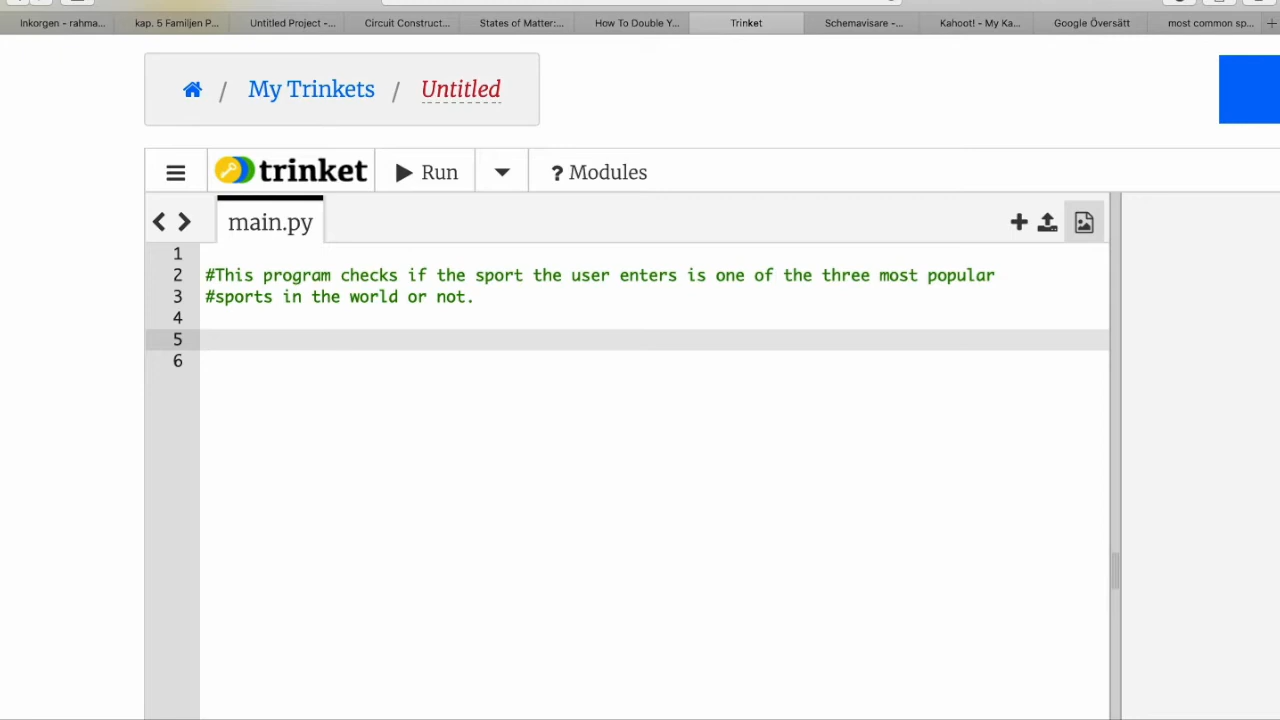 Inkorgen - rahma... kap. 5 Familjen P... Untitled Project -... Circuit Construct... States of Matter:... How To Double Y... Trinket Schemavisare -... Kahoot! - My Ka... Google Översätt most common sp... +
/ My Trinkets / Untitled
trinket Run ? Modules
main.py
1
2 #This program checks if the sport the user enters is one of the three most popular
3 #sports in the world or not.
4
5
6